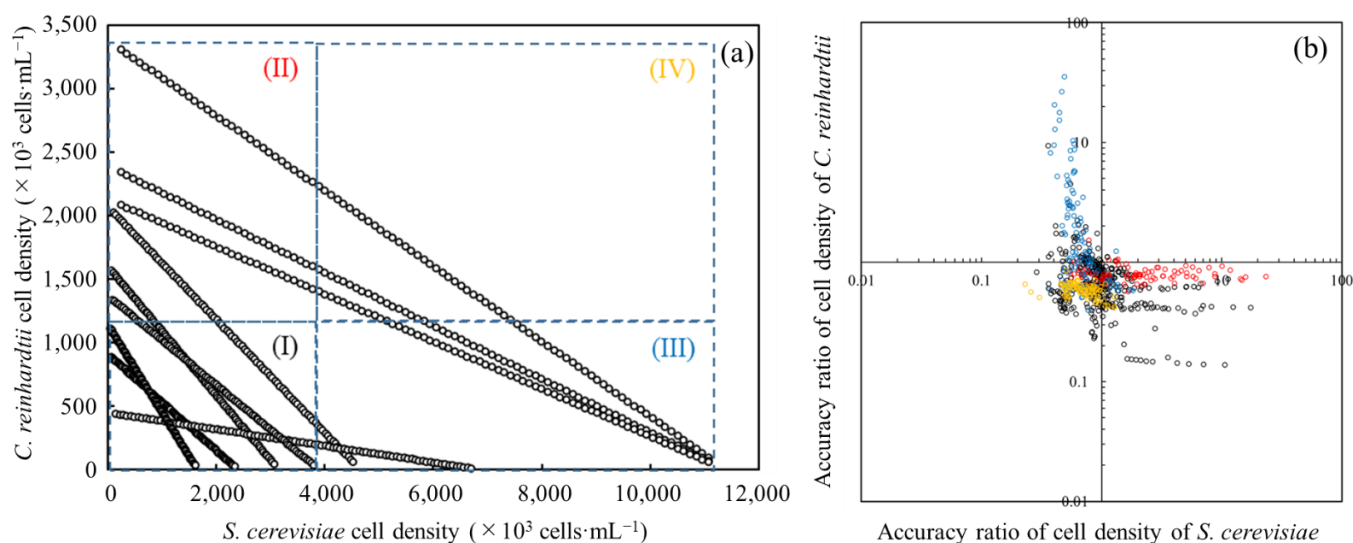 (a)
3,500
3,000
2,500
2,000
1,500
1,000
500
0
(II)
(IV)
(I)
(III)
0
2,000
4,000
6,000
8,000
10,000
12,000
C. reinhardtii cell density (×10³ cells·mL⁻¹)
S. cerevisiae cell density (×10³ cells·mL⁻¹)
(b)
100
10
0.1
0.01
0.01
0.1
1
10
100
Accuracy ratio of cell density of C. reinhardtii
Accuracy ratio of cell density of S. cerevisiae